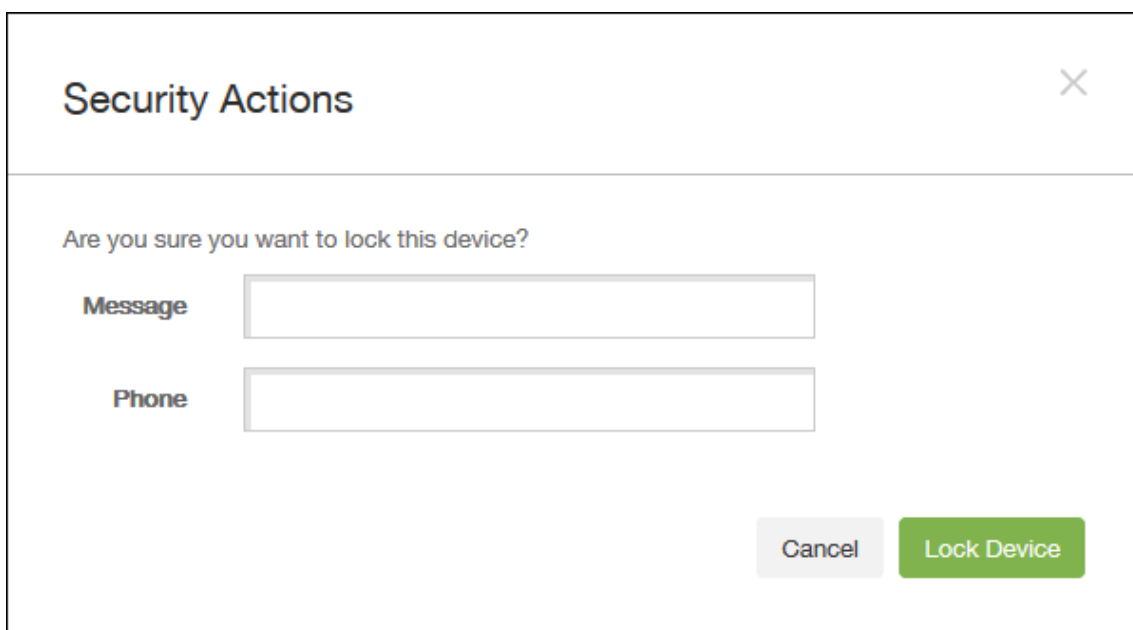 Security Actions
Are you sure you want to lock this device?
Message
Phone
Cancel
Lock Device